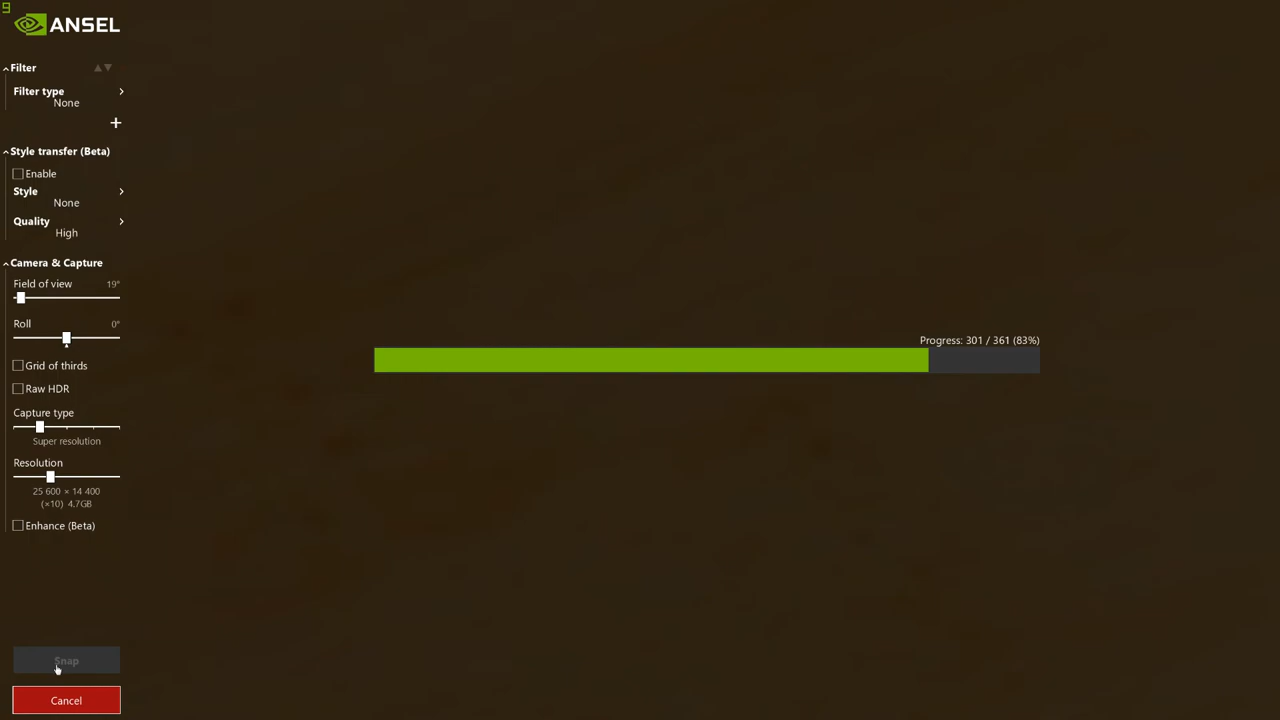 9
ANSEL
Filter
Filter type
None
+
Style transfer (Beta)
Enable
Style
None
Quality
High
Camera & Capture
Field of view 19°
Roll 0°
Grid of thirds
Raw HDR
Capture type
Super resolution
Resolution
25 600 × 14 400
(×10) 4,7GB
Enhance (Beta)
Progress: 301 / 361 (83%)
Snap
Cancel